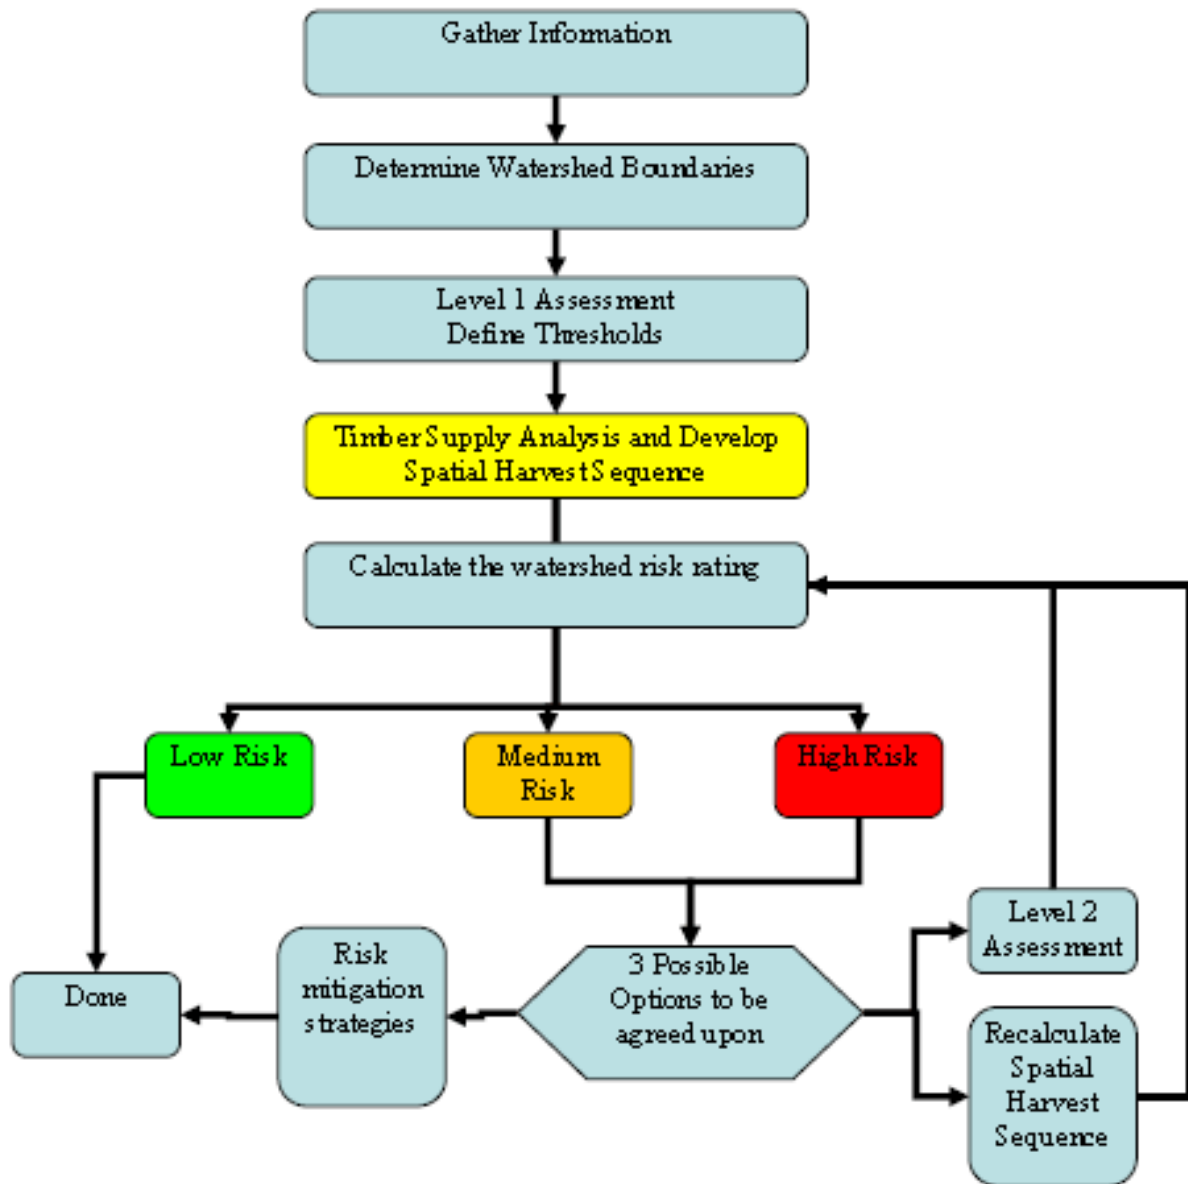 Gather Information
Determine Watershed Boundaries
Level 1 Assessment
Define Thresholds
Timber Supply Analysis and Develop
Spatial Harvest Sequence
Calculate the watershed risk rating
Low Risk
Medium
Risk
High Risk
Level 2
Assessment
3 Possible
Options to be
agreed upon
Risk
mitigation
strategies
Done
Recalculate
Spatial
Harvest
Sequence